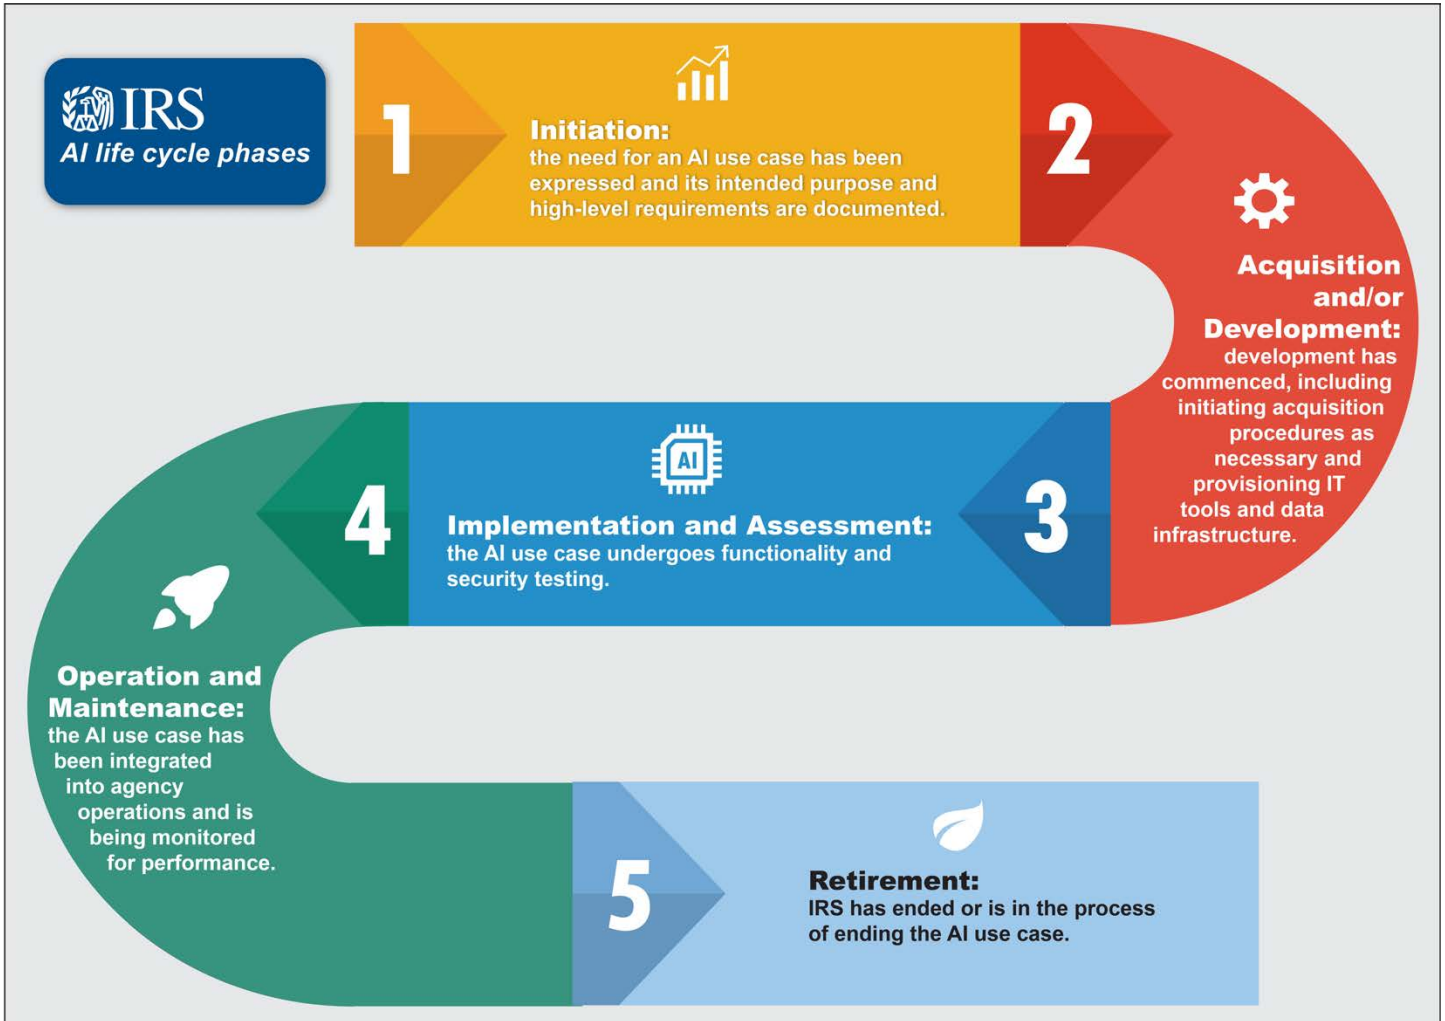 IRS
AI life cycle phases
1
Initiation:
the need for an AI use case has been
expressed and its intended purpose and
high-level requirements are documented.
2
Acquisition
and/or
Development:
development has
commenced, including
initiating acquisition
procedures as
necessary and
provisioning IT
tools and data
infrastructure.
3
AI
Implementation and Assessment:
the AI use case undergoes functionality and
security testing.
4
Operation and
Maintenance:
the AI use case has
been integrated
into agency
operations and is
being monitored
for performance.
5
Retirement:
IRS has ended or is in the process
of ending the AI use case.